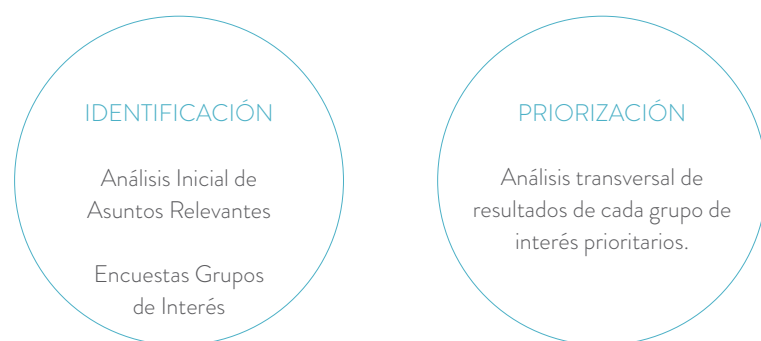 IDENTIFICACIÓN
Análisis Inicial de
Asuntos Relevantes
Encuestas Grupos
de Interés
PRIORIZACIÓN
Análisis transversal de
resultados de cada grupo de
interés prioritarios.